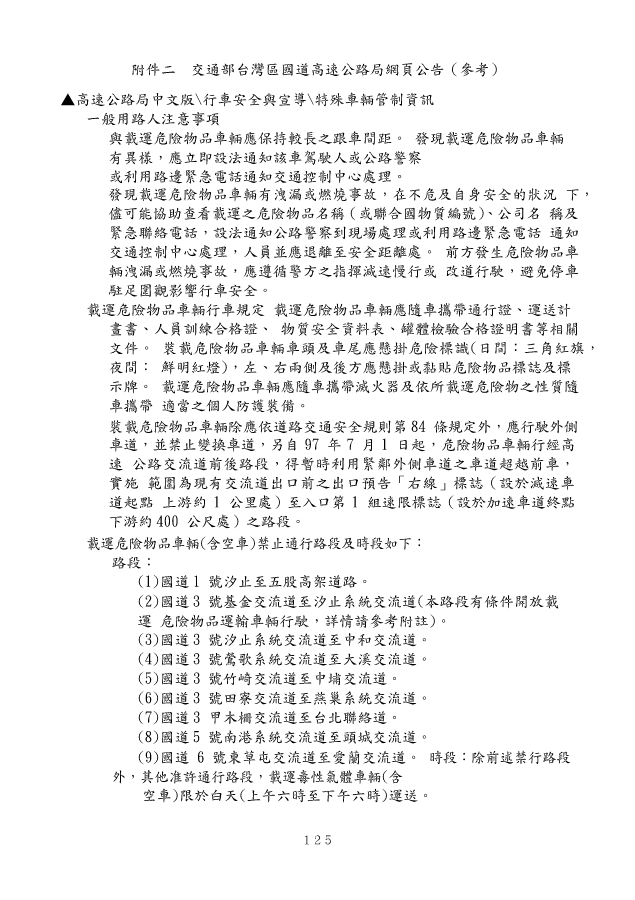 附件二　交通部台灣區國道高速公路局網頁公告（參考）
▲高速公路局中文版\行車安全與宣導\特殊車輛管制資訊
一般用路人注意事項
與載運危險物品車輛應保持較長之跟車間距。 發現載運危險物品車輛
有異樣，應立即設法通知該車駕駛人或公路警察
或利用路邊緊急電話通知交通控制中心處理。
發現載運危險物品車輛有洩漏或燃燒事故，在不危及自身安全的狀況 下，
儘可能協助查看載運之危險物品名稱（或聯合國物質編號)、公司名 稱及
緊急聯絡電話，設法通知公路警察到現場處理或利用路邊緊急電話 通知
交通控制中心處理，人員並應退離至安全距離處。 前方發生危險物品車
輛洩漏或燃燒事故，應遵循警方之指揮減速慢行或 改道行駛，避免停車
駐足圍觀影響行車安全。
載運危險物品車輛行車規定 載運危險物品車輛應隨車攜帶通行證、運送計
畫書、人員訓練合格證、 物質安全資料表、罐體檢驗合格證明書等相關
文件。 裝載危險物品車輛車頭及車尾應懸掛危險標識(日間：三角紅旗，
夜間： 鮮明紅燈)，左、右兩側及後方應懸掛或黏貼危險物品標誌及標
示牌。 載運危險物品車輛應隨車攜帶滅火器及依所載運危險物之性質隨
車攜帶 適當之個人防護裝備。
裝載危險物品車輛除應依道路交通安全規則第 84 條規定外，應行駛外側
車道，並禁止變換車道，另自 97 年 7 月 1 日起，危險物品車輛行經高
速 公路交流道前後路段，得暫時利用緊鄰外側車道之車道超越前車，
實施 範圍為現有交流道出口前之出口預告「右線」標誌（設於減速車
道起點 上游約 1 公里處）至入口第 1 組速限標誌（設於加速車道終點
下游約 400 公尺處）之路段。
載運危險物品車輛(含空車)禁止通行路段及時段如下：
路段：
(1)國道 1 號汐止至五股高架道路。
(2)國道 3 號基金交流道至汐止系統交流道(本路段有條件開放載
運 危險物品運輸車輛行駛，詳情請參考附註)。
(3)國道 3 號汐止系統交流道至中和交流道。
(4)國道 3 號鶯歌系統交流道至大溪交流道。
(5)國道 3 號竹崎交流道至中埔交流道。
(6)國道 3 號田寮交流道至燕巢系統交流道。
(7)國道 3 甲木柵交流道至台北聯絡道。
(8)國道 5 號南港系統交流道至頭城交流道。
(9)國道 6 號東草屯交流道至愛蘭交流道。 時段：除前述禁行路段
外，其他准許通行路段，載運毒性氣體車輛(含
空車)限於白天(上午六時至下午六時)運送。
125